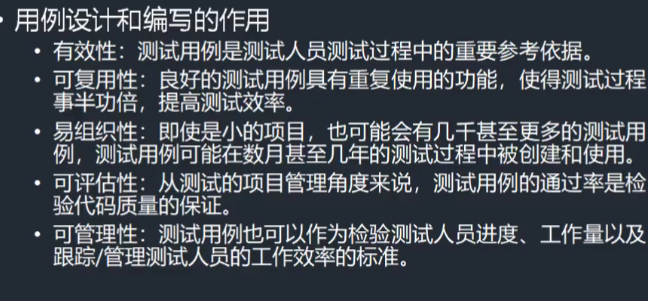 • 用例设计和编写的作用
• 有效性：测试用例是测试人员测试过程中的重要参考依据。
• 可复用性：良好的测试用例具有重复使用的功能，使得测试过程
事半功倍，提高测试效率。
• 易组织性：即使是小的项目，也可能会有几千甚至更多的测试用
例，测试用例可能在数月甚至几年的测试过程中被创建和使用。
• 可评估性：从测试的项目管理角度来说，测试用例的通过率是检
验代码质量的保证。
• 可管理性：测试用例也可以作为检验测试人员进度、工作量以及
跟踪/管理测试人员的工作效率的标准。